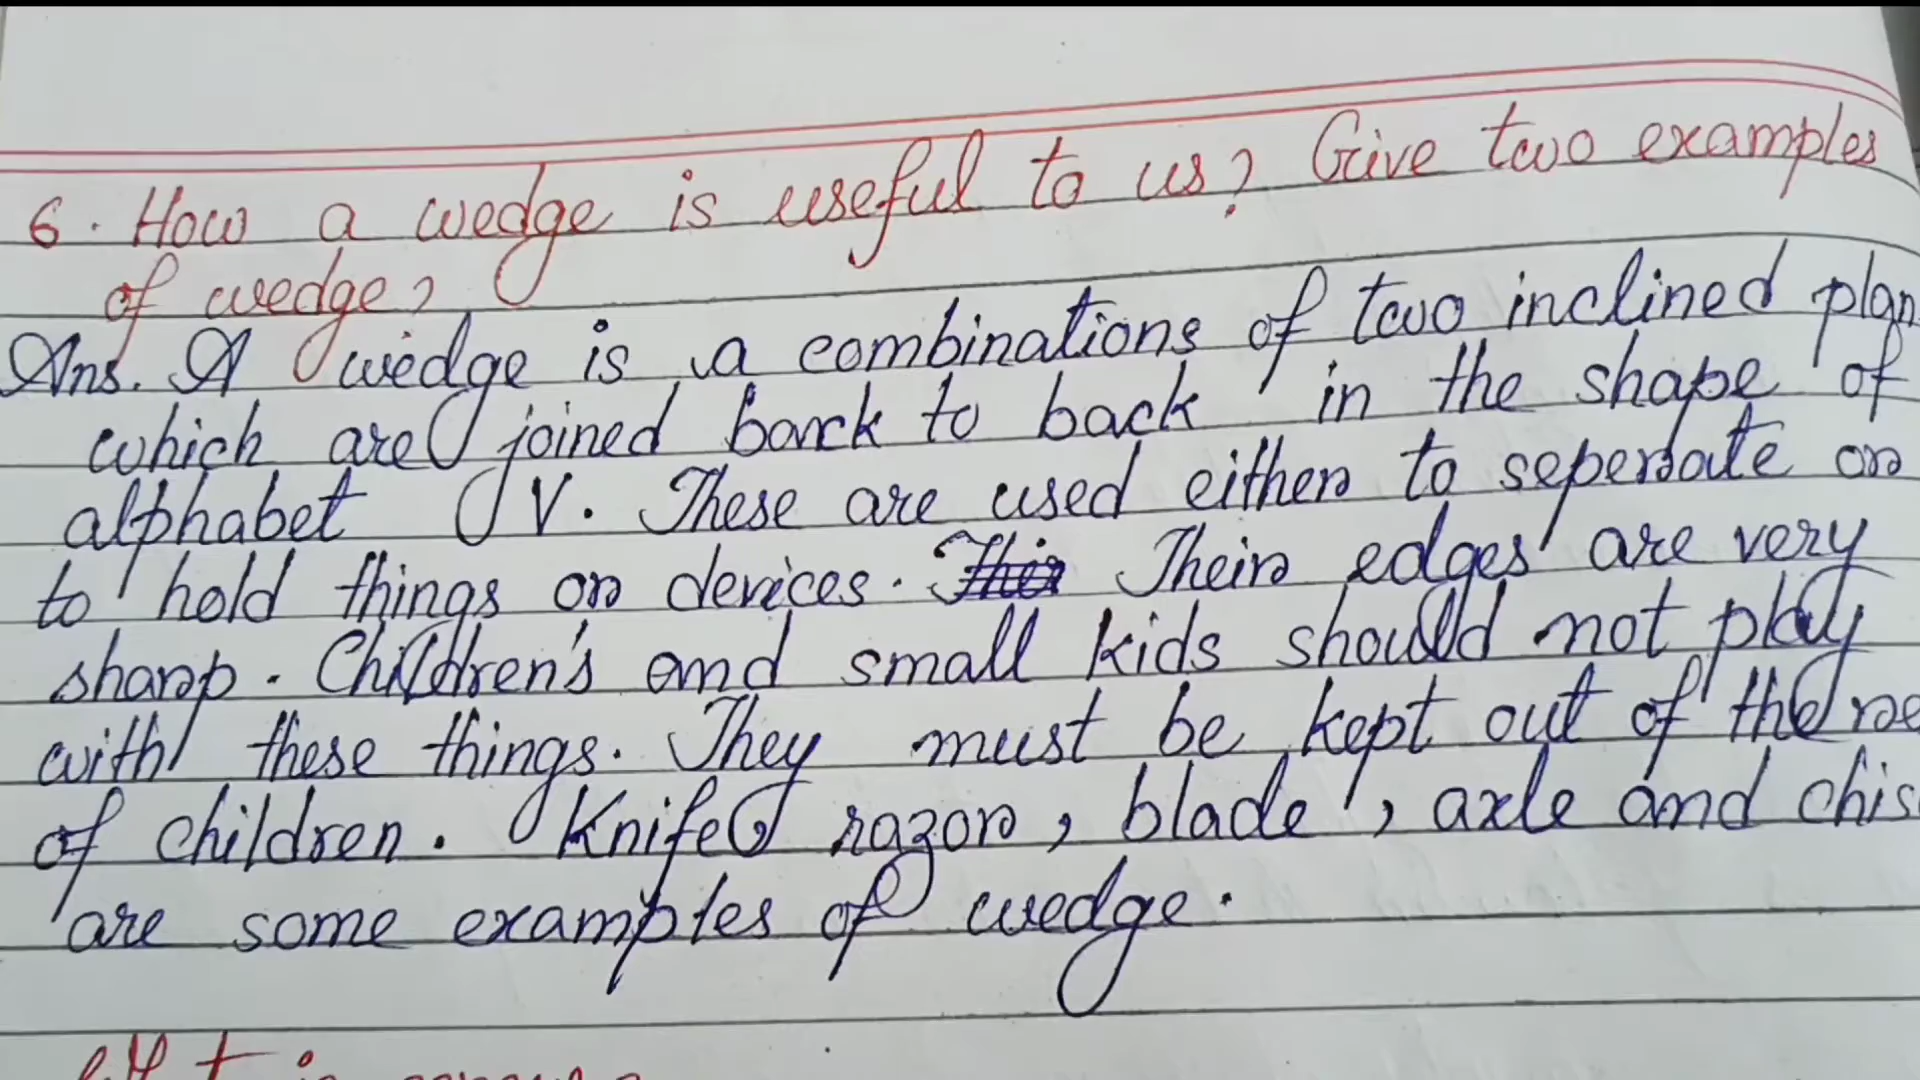 6. How a wedge is useful to us? Give two examples
of wedge?
Ans. A wedge is a combinations of two inclined plan
which are joined back to back in the shape of
alphabet V. These are used either to seperate or
to hold things or devices. Their edges are very
sharp. Children's and small kids should not play
with these things. They must be kept out of the re
of children. Knife, razor, blade, axle and chis
are some examples of wedge.